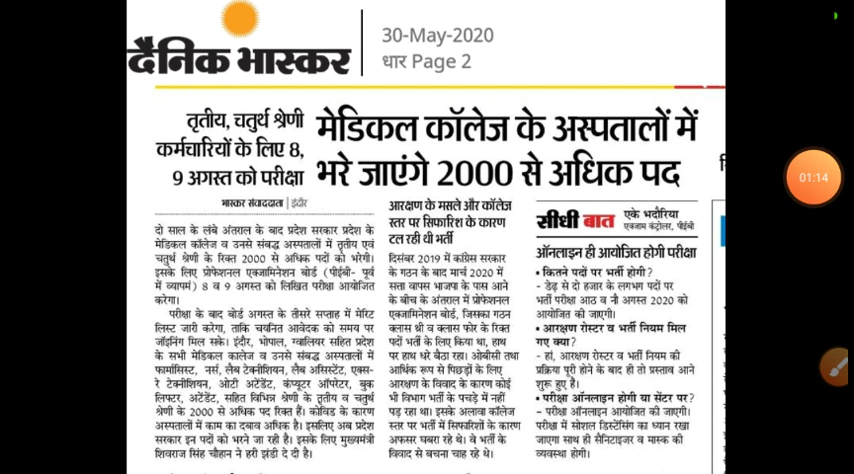 दैनिक भास्कर
30-May-2020
धार Page 2
तृतीय, चतुर्थ श्रेणी
कर्मचारियों के लिए 8,
9 अगस्त को परीक्षा
मेडिकल कॉलेज के अस्पतालों में
भरे जाएंगे 2000 से अधिक पद
भास्कर संवाददाता | इंदौर
दो साल के लंबे अंतराल के बाद प्रदेश सरकार प्रदेश के
मेडिकल कॉलेज व उनसे संबद्ध अस्पतालों में तृतीय एवं
चतुर्थ श्रेणी के रिक्त 2000 से अधिक पदों को भरेगी।
इसके लिए प्रोफेशनल एक्जामिनेशन बोर्ड (पीईबी- पूर्व
में व्यापमं) 8 व 9 अगस्त को लिखित परीक्षा आयोजित
करेगा।
परीक्षा के बाद बोर्ड अगस्त के तीसरे सप्ताह में मेरिट
लिस्ट जारी करेगा, ताकि चयनित आवेदक को समय पर
जॉइनिंग मिल सके। इंदौर, भोपाल, ग्वालियर सहित प्रदेश
के सभी मेडिकल कालेज व उनसे संबद्ध अस्पतालों में
फार्मासिस्ट, नर्स, लैब टेक्नीशियन, लैब असिस्टेंट, एक्स-
रे टेक्नीशियन, ओटी अटेंडेंट, कंप्यूटर ऑपरेटर, बुक
लिफ्टर, अटेंडेंट, सहित विभिन्न श्रेणी के तृतीय व चतुर्थ
श्रेणी के 2000 से अधिक पद रिक्त हैं। कोविड के कारण
अस्पतालों में काम का दबाव अधिक है। इसलिए अब प्रदेश
सरकार इन पदों को भरने जा रही है। इसके लिए मुख्यमंत्री
शिवराज सिंह चौहान ने हरी झंडी दे दी है।
आरक्षण के मसले और कॉलेज
स्तर पर सिफारिश के कारण
टल रही थी भर्ती
दिसंबर 2019 में कांग्रेस सरकार
के गठन के बाद मार्च 2020 में
सत्ता वापस भाजपा के पास आने
के बीच के अंतराल में प्रोफेशनल
एक्जामिनेशन बोर्ड, जिसका गठन
क्लास थ्री व क्लास फोर के रिक्त
पदों भर्ती के लिए किया था, हाथ
पर हाथ धरे बैठा रहा। ओबीसी तथा
आर्थिक रूप से पिछड़ों के लिए
आरक्षण के विवाद के कारण कोई
भी विभाग भर्ती के पचड़े में नहीं
पड़ रहा था। इसके अलावा कॉलेज
स्तर पर भर्ती में सिफारिशों के कारण
अफसर घबरा रहे थे। वे भर्ती के
विवाद से बचना चाह रहे थे।
सीधी बात
एके भदौरिया
एक्जाम कंट्रोलर, पीईबी
ऑनलाइन ही आयोजित होगी परीक्षा
▪ कितने पदों पर भर्ती होगी?
- डेढ़ से दो हजार के लगभग पदों पर
भर्ती परीक्षा आठ व नौ अगस्त 2020 को
आयोजित की जाएगी।
▪ आरक्षण रोस्टर व भर्ती नियम मिल
गए क्या?
- हां, आरक्षण रोस्टर व भर्ती नियम की
प्रक्रिया पूरी होने के बाद ही तो प्रस्ताव आने
शुरू हुए हैं।
▪ परीक्षा ऑनलाइन होगी या सेंटर पर?
- परीक्षा ऑनलाइन आयोजित की जाएगी।
परीक्षा में सोशल डिस्टेंसिंग का ध्यान रखा
जाएगा साथ ही सैनिटाइजर व मास्क की
व्यवस्था होगी।
01:14